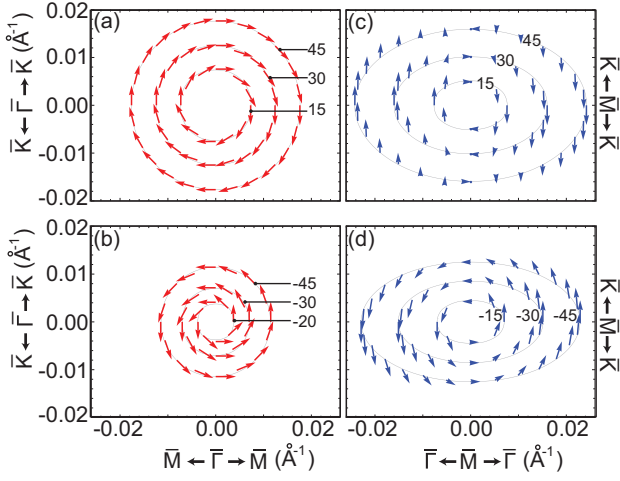 (a)
(c)
0.02
0.01
0.00
-0.01
-0.02
K̅ ← Γ̅ → K̅ (Å⁻¹)
45
30
15
45
30
15
K̅ ← M̅ → K̅
(b)
(d)
0.02
0.01
0.00
-0.01
-0.02
K̅ ← Γ̅ → K̅ (Å⁻¹)
-45
-30
-20
-15 -30 -45
K̅ ← M̅ → K̅
-0.02 0.00 0.02 0.00 0.02
M̅ ← Γ̅ → M̅ (Å⁻¹)
Γ̅ ← M̅ → Γ̅ (Å⁻¹)